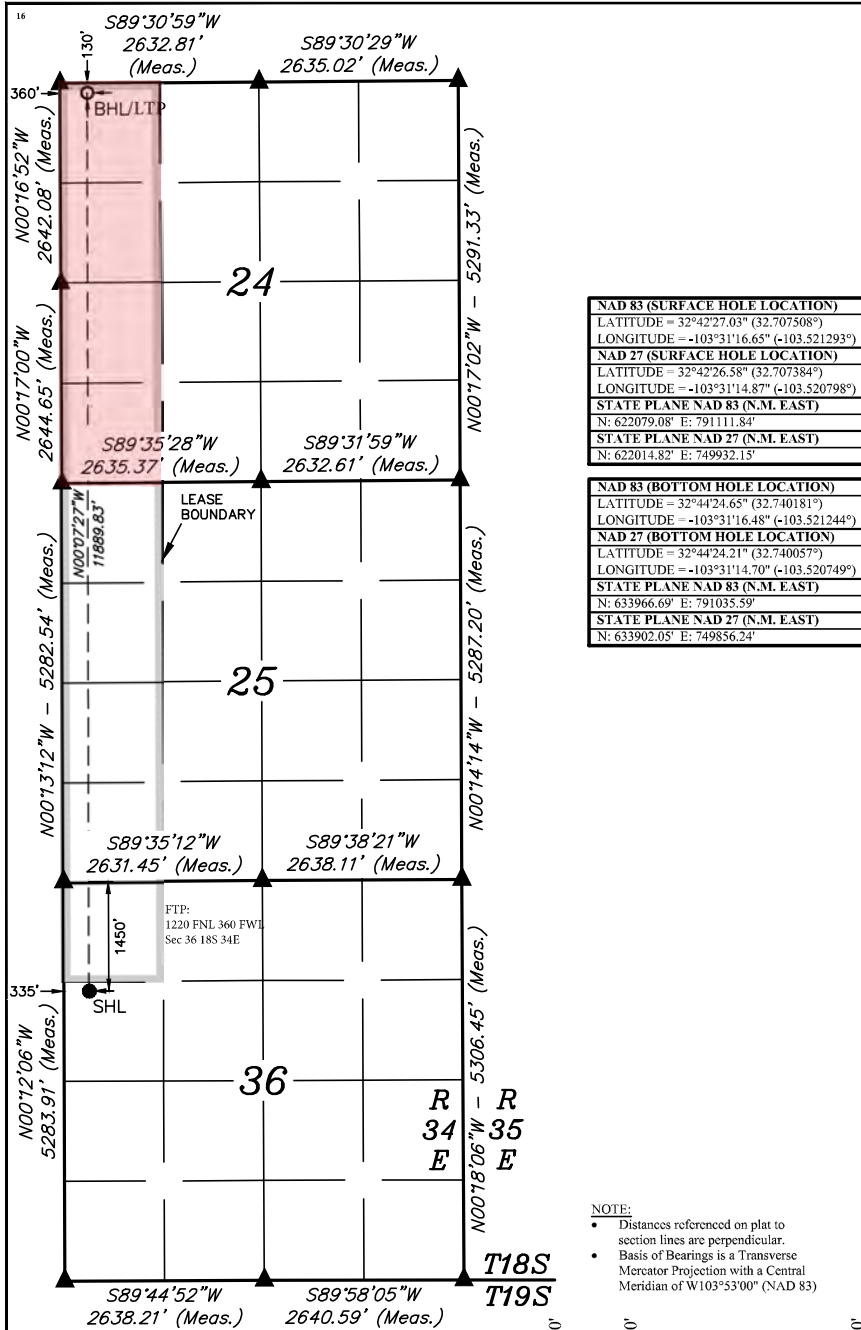 16
S89°30'59"W
2632.81'
(Meas.)
S89°30'29"W
2635.02' (Meas.)
130'
360'
BHL/LTP
N00°16'52"W
2642.08' (Meas.)
24
N00°17'02"W - 5291.33' (Meas.)
N00°17'00"W
2644.65' (Meas.)
S89°35'28"W
2635.37' (Meas.)
S89°31'59"W
2632.61' (Meas.)
LEASE
BOUNDARY
N00°07'27"W
11889.83'
N00°13'12"W - 5282.54' (Meas.)
25
N00°14'14"W - 5287.20' (Meas.)
S89°35'12"W
2631.45' (Meas.)
S89°38'21"W
2638.11' (Meas.)
1450'
FTP:
1220 FNL 360 FWL
Sec 36 18S 34E
335'
SHL
N00°12'06"W
5283.91' (Meas.)
36
R R
34 35
E E
N00°18'06"W - 5306.45' (Meas.)
T18S
T19S
S89°44'52"W
2638.21' (Meas.)
S89°58'05"W
2640.59' (Meas.)
NAD 83 (SURFACE HOLE LOCATION)
LATITUDE = 32°42'27.03" (32.707508°)
LONGITUDE = -103°31'16.65" (-103.521293°)
NAD 27 (SURFACE HOLE LOCATION)
LATITUDE = 32°42'26.58" (32.707384°)
LONGITUDE = -103°31'14.87" (-103.520798°)
STATE PLANE NAD 83 (N.M. EAST)
N: 622079.08' E: 791111.84'
STATE PLANE NAD 27 (N.M. EAST)
N: 622014.82' E: 749932.15'
NAD 83 (BOTTOM HOLE LOCATION)
LATITUDE = 32°44'24.65" (32.740181°)
LONGITUDE = -103°31'16.48" (-103.521244°)
NAD 27 (BOTTOM HOLE LOCATION)
LATITUDE = 32°44'24.21" (32.740057°)
LONGITUDE = -103°31'14.70" (-103.520749°)
STATE PLANE NAD 83 (N.M. EAST)
N: 633966.69' E: 791035.59'
STATE PLANE NAD 27 (N.M. EAST)
N: 633902.05' E: 749856.24'
NOTE:
• Distances referenced on plat to
section lines are perpendicular.
• Basis of Bearings is a Transverse
Mercator Projection with a Central
Meridian of W103°53'00" (NAD 83)
0'
0'
0'